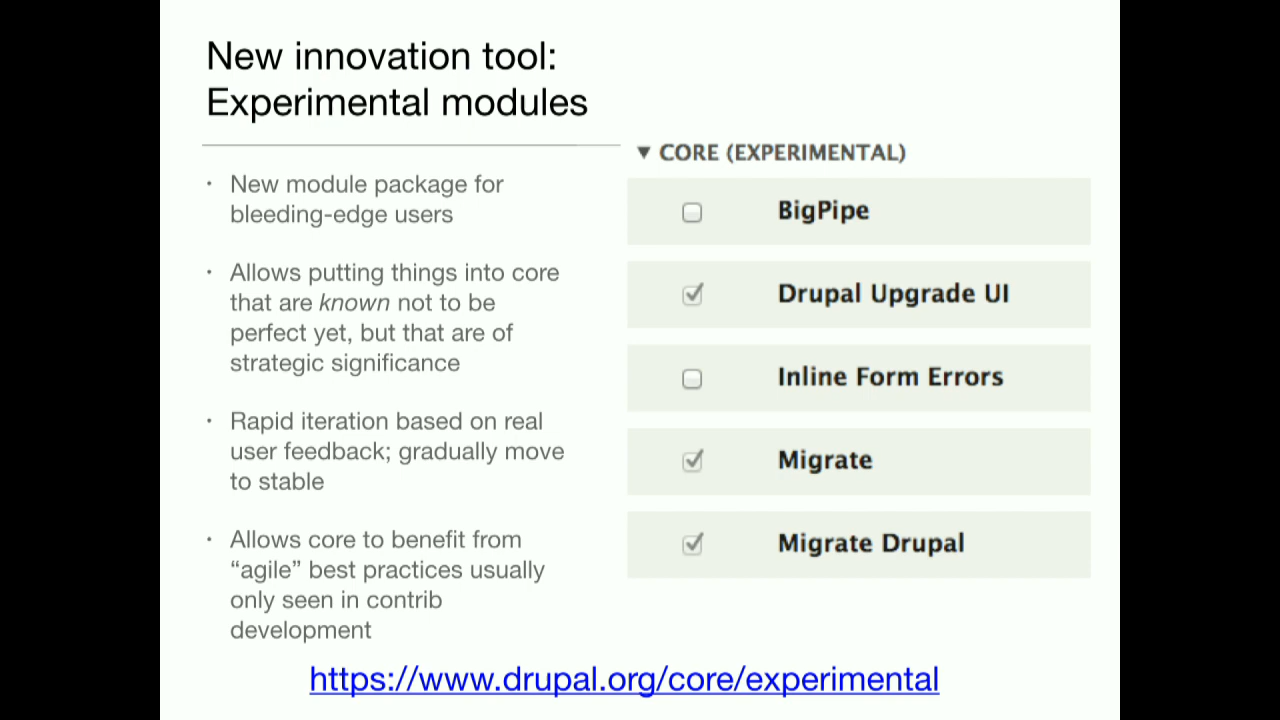 New innovation tool:
Experimental modules
· New module package for
bleeding-edge users
· Allows putting things into core
that are known not to be
perfect yet, but that are of
strategic significance
· Rapid iteration based on real
user feedback; gradually move
to stable
· Allows core to benefit from
“agile” best practices usually
only seen in contrib
development
▼ CORE (EXPERIMENTAL)
BigPipe
Drupal Upgrade UI
Inline Form Errors
Migrate
Migrate Drupal
https://www.drupal.org/core/experimental